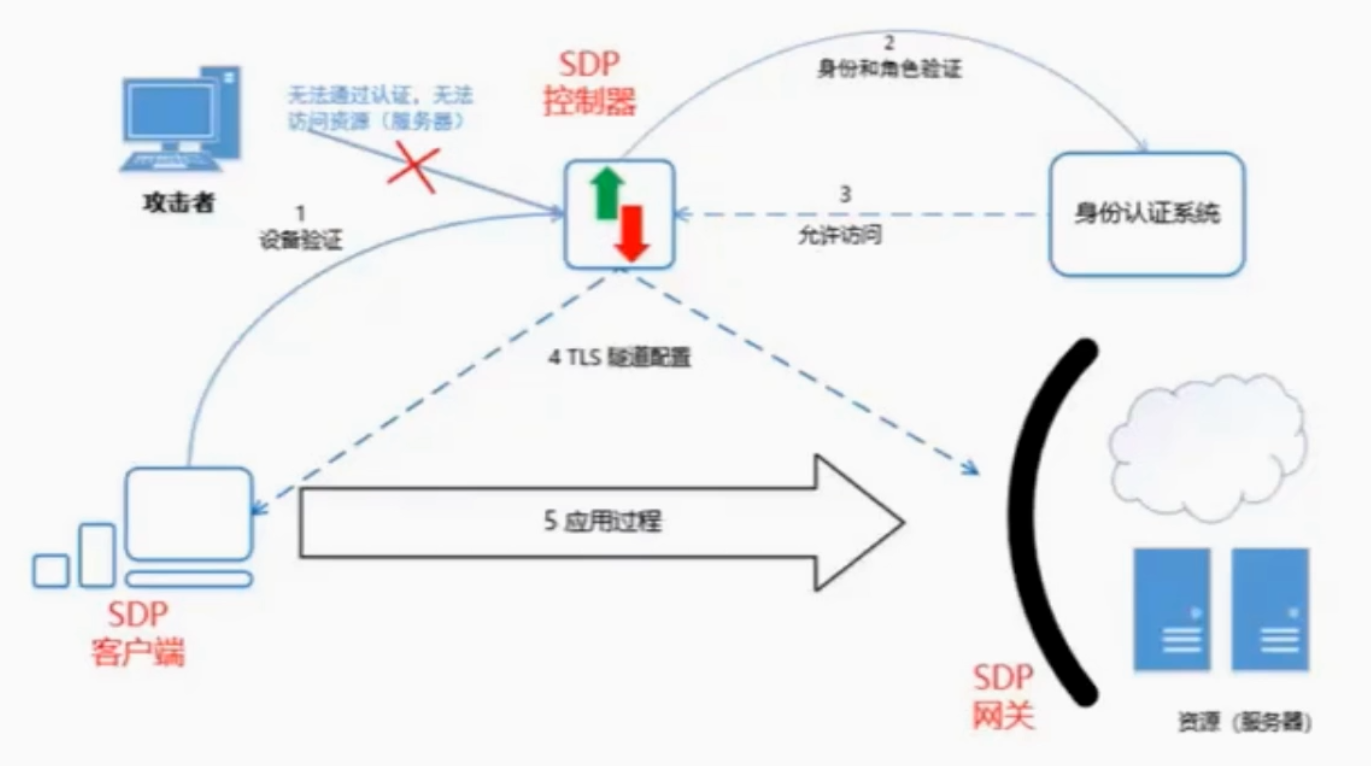 2
身份和角色验证
SDP
控制器
无法通过认证，无法
访问资源（服务器）
攻击者
1
设备验证
3
允许访问
身份认证系统
4 TLS 隧道配置
5 应用过程
SDP
客户端
SDP
网关
资源（服务器）